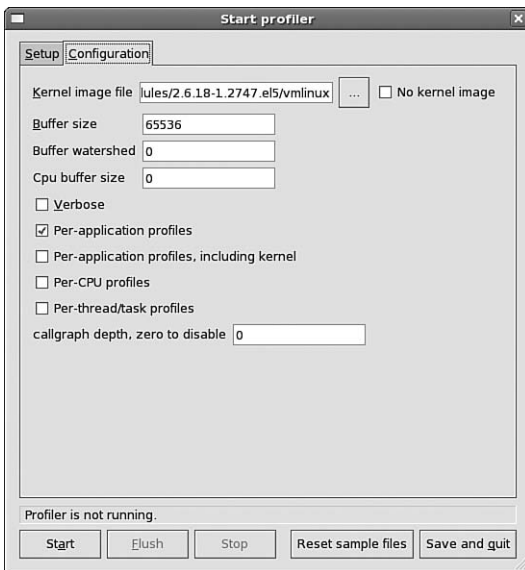 Start profiler
Setup Configuration
Kernel image file lules/2.6.18-1.2747.el5/vmlinux ... No kernel image
Buffer size 65536
Buffer watershed 0
Cpu buffer size 0
Verbose
Per-application profiles
Per-application profiles, including kernel
Per-CPU profiles
Per-thread/task profiles
callgraph depth, zero to disable 0
Profiler is not running.
Start Flush Stop Reset sample files Save and quit